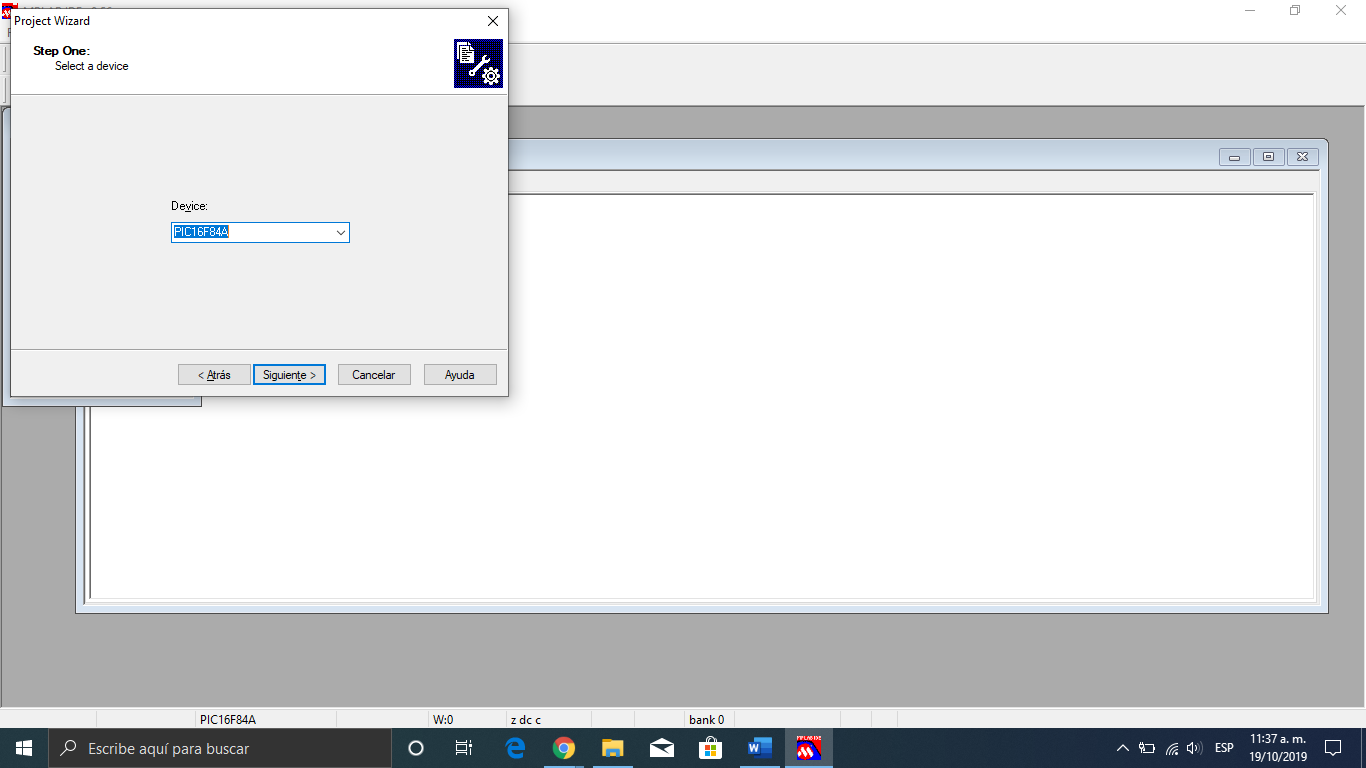 Project Wizard
Step One:
Select a device
Device:
PIC16F84A
< Atrás
Siguiente >
Cancelar
Ayuda
PIC16F84A
W:0
z dc c
bank 0
Escribe aquí para buscar
ESP
11:37 a. m.
19/10/2019